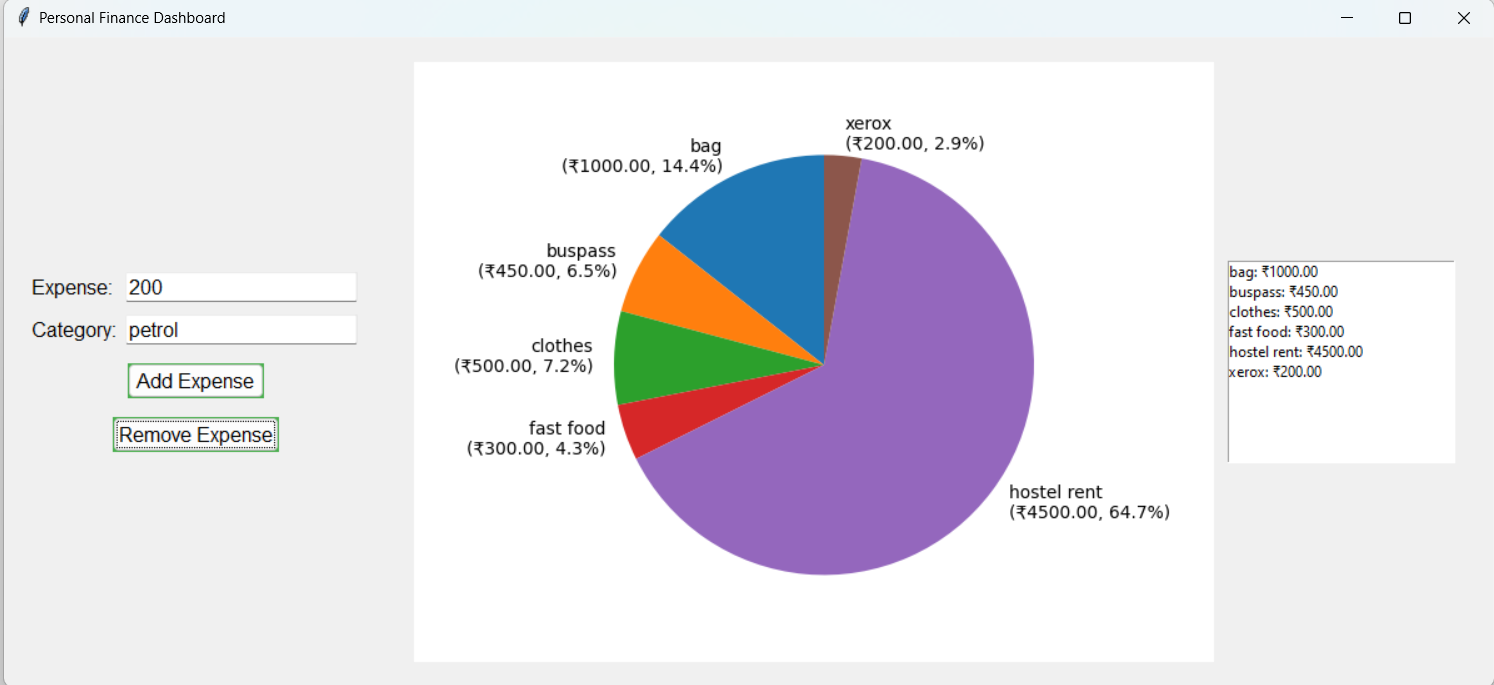 Personal Finance Dashboard
Expense: 200
Category: petrol
Add Expense
Remove Expense
xerox
(₹200.00, 2.9%)
bag
(₹1000.00, 14.4%)
buspass
(₹450.00, 6.5%)
clothes
(₹500.00, 7.2%)
fast food
(₹300.00, 4.3%)
hostel rent
(₹4500.00, 64.7%)
bag: ₹1000.00
buspass: ₹450.00
clothes: ₹500.00
fast food: ₹300.00
hostel rent: ₹4500.00
xerox: ₹200.00